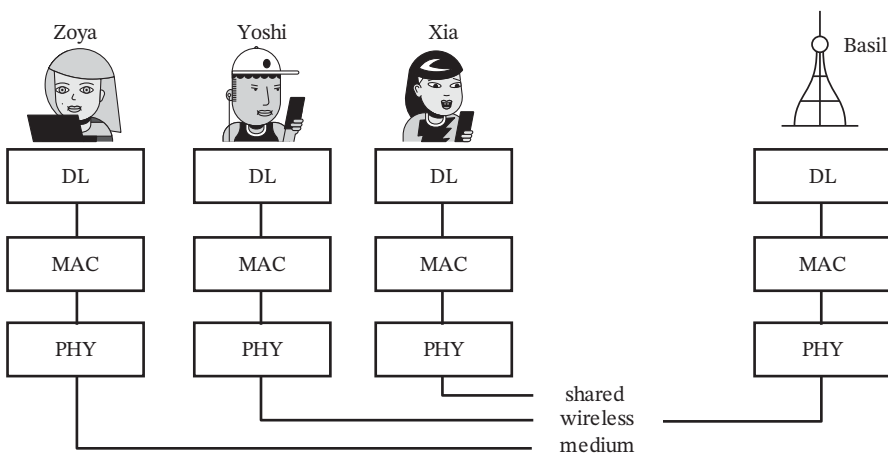 Zoya Yoshi Xia Basil
DL DL DL DL
MAC MAC MAC MAC
PHY PHY PHY PHY
shared
wireless
medium